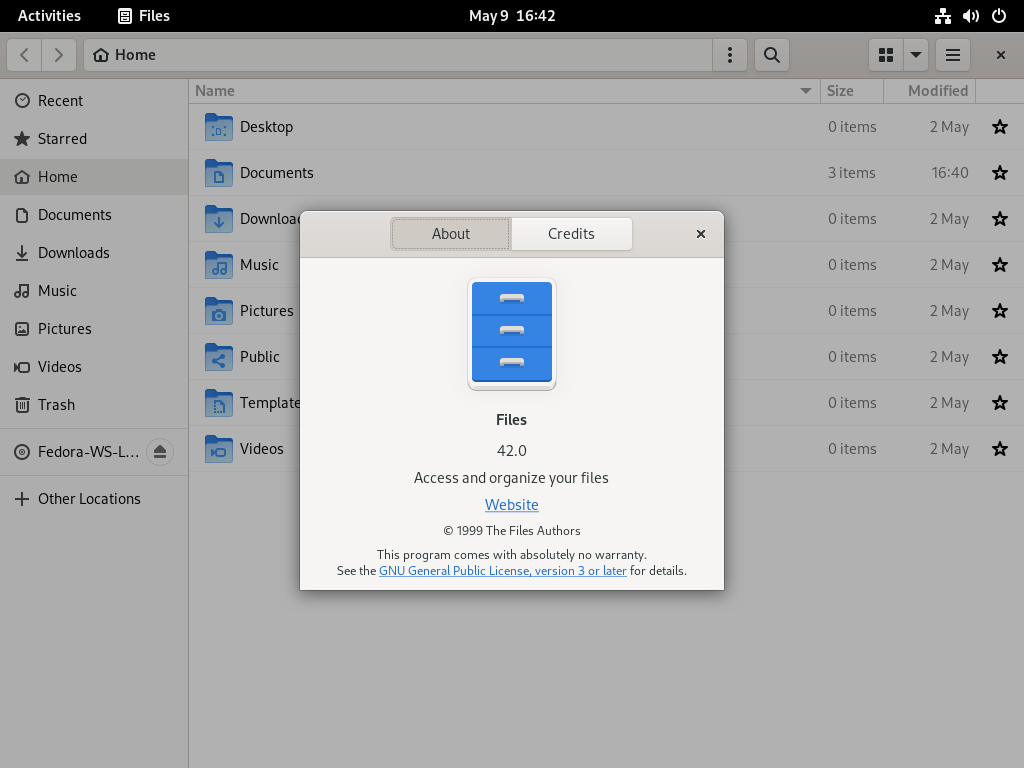 Activities Files May 9 16:42
Home
Name Size Modified
Recent
Starred
Home
Documents
Downloads
Music
Pictures
Videos
Trash
Fedora-WS-L...
Other Locations
Desktop 0 items 2 May
Documents 3 items 16:40
Downloa 0 items 2 May
Music 0 items 2 May
Pictures 0 items 2 May
Public 0 items 2 May
Template 0 items 2 May
Videos 0 items 2 May
About Credits
Files
42.0
Access and organize your files
Website
© 1999 The Files Authors
This program comes with absolutely no warranty.
See the GNU General Public License, version 3 or later for details.